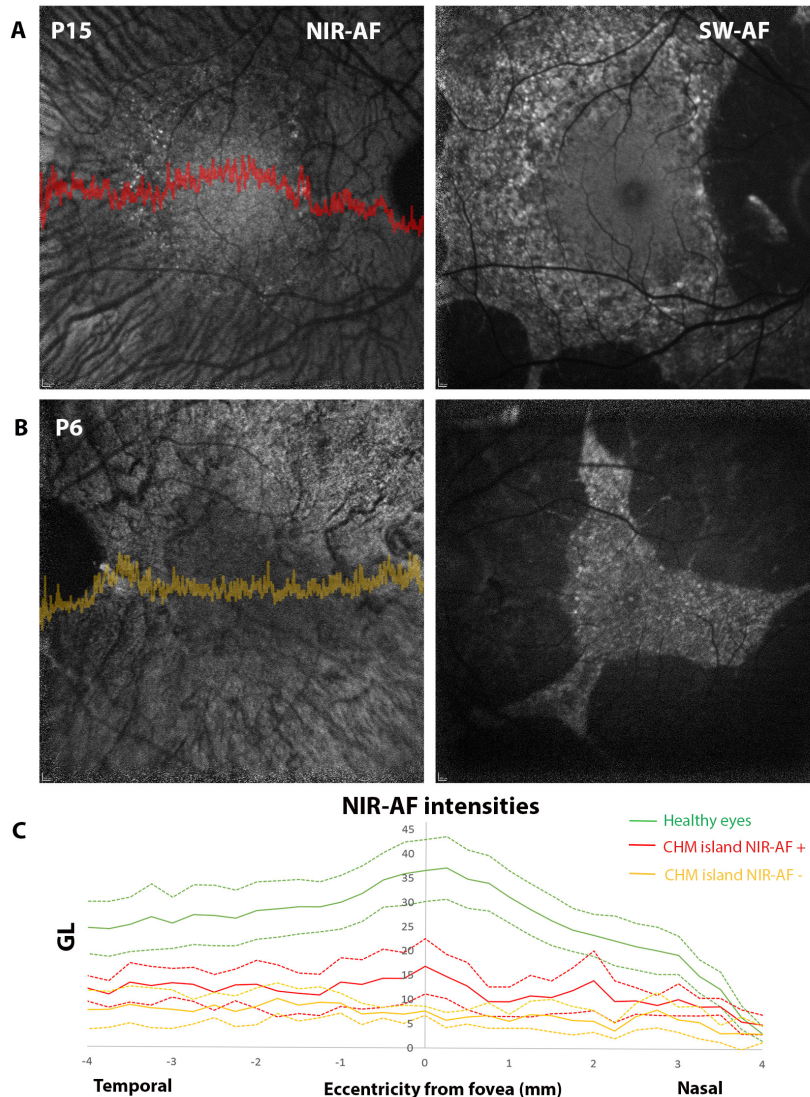 A
P15
NIR-AF
SW-AF
B
P6
NIR-AF intensities
C
Healthy eyes
CHM island NIR-AF +
CHM island NIR-AF -
GL
45
40
35
30
25
20
15
10
5
0
-4 -3 -2 -1 0 1 2 3 4
Temporal Eccentricity from fovea (mm) Nasal